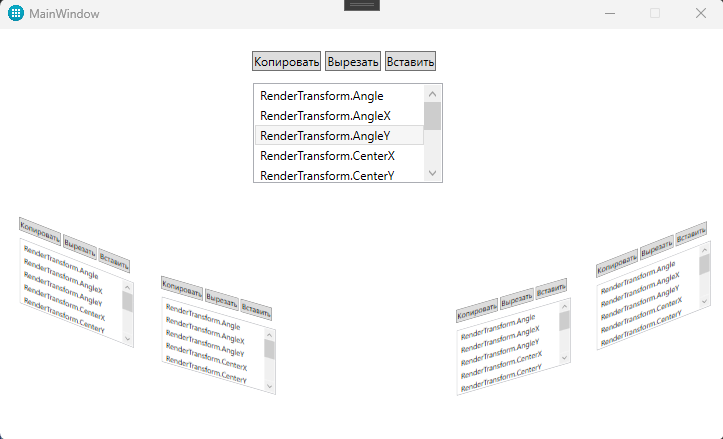 MainWindow
Копировать Вырезать Вставить
RenderTransform.Angle
RenderTransform.AngleX
RenderTransform.AngleY
RenderTransform.CenterX
RenderTransform.CenterY
Копировать Вырезать Вставить
RenderTransform.Angle
RenderTransform.AngleX
RenderTransform.AngleY
RenderTransform.CenterX
RenderTransform.CenterY
Копировать Вырезать Вставить
RenderTransform.Angle
RenderTransform.AngleX
RenderTransform.AngleY
RenderTransform.CenterX
RenderTransform.CenterY
Копировать Вырезать Вставить
RenderTransform.Angle
RenderTransform.AngleX
RenderTransform.AngleY
RenderTransform.CenterX
RenderTransform.CenterY
Копировать Вырезать Вставить
RenderTransform.Angle
RenderTransform.AngleX
RenderTransform.AngleY
RenderTransform.CenterX
RenderTransform.CenterY